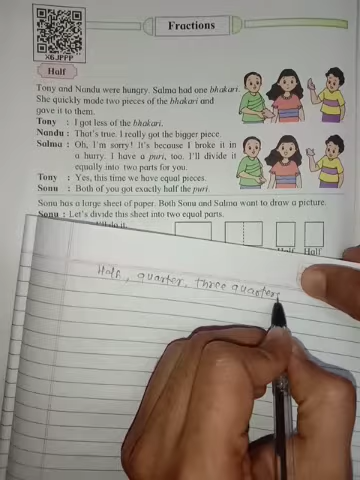 Fractions
X6JPPP
Half
Tony and Nandu were hungry. Salma had one bhakari.
She quickly made two pieces of the bhakari and
gave it to them.
Tony : I got less of the bhakari.
Nandu : That's true. I really got the bigger piece.
Salma : Oh, I'm sorry! it's because I broke it in
a hurry. I have a puri, too. I'll divide it
equally into two parts for you.
Tony : Yes, this time we have equal pieces.
Sonu : Both of you got exactly half the puri.
Sonu has a large sheet of paper. Both Sonu and Salma want to draw a picture.
Sonu : Let's divide this sheet into two equal parts.
Half Half
Half, quarter, three quarters